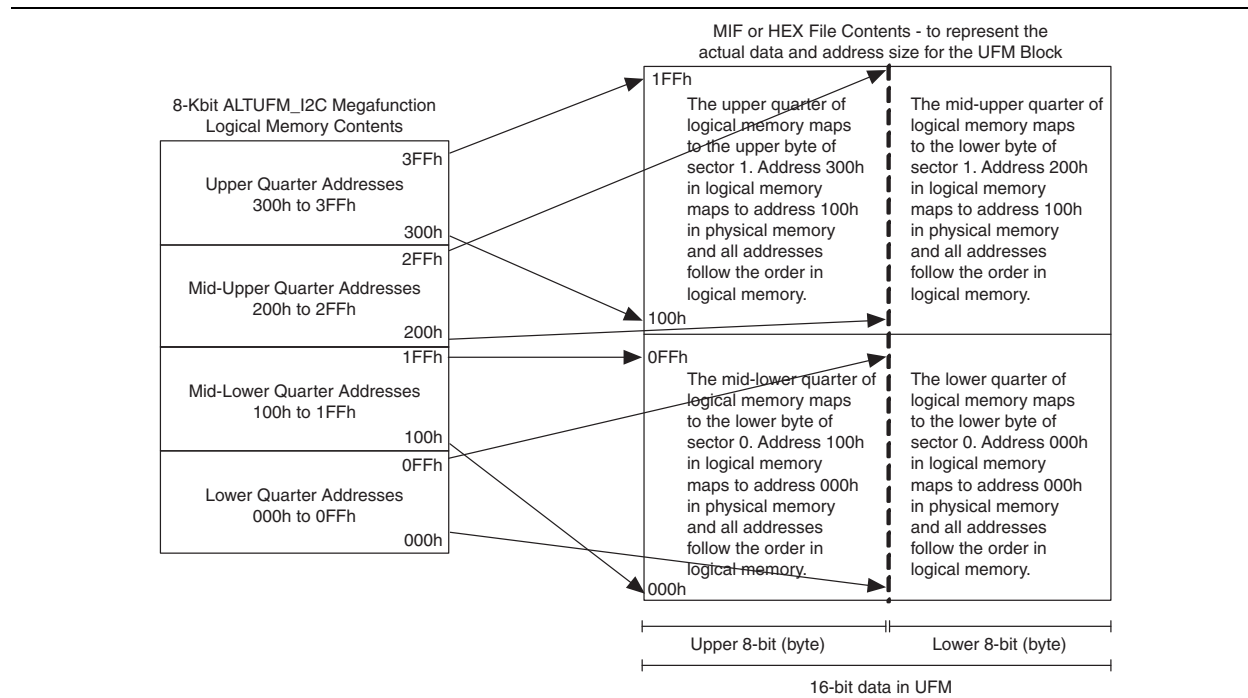 MIF or HEX File Contents - to represent the
actual data and address size for the UFM Block
8-Kbit ALTUFM_I2C Megafunction
Logical Memory Contents
3FFh
Upper Quarter Addresses
300h to 3FFh
300h
2FFh
Mid-Upper Quarter Addresses
200h to 2FFh
200h
1FFh
Mid-Lower Quarter Addresses
100h to 1FFh
100h
0FFh
Lower Quarter Addresses
000h to 0FFh
000h
1FFh
The upper quarter of
logical memory maps
to the upper byte of
sector 1. Address 300h
in logical memory
maps to address 100h
in physical memory
and all addresses
follow the order in
logical memory.
100h
The mid-upper quarter of
logical memory maps
to the lower byte of
sector 1. Address 200h
in logical memory
maps to address 100h
in physical memory
and all addresses
follow the order in
logical memory.
0FFh
The mid-lower quarter of
logical memory maps
to the lower byte of
sector 0. Address 100h
in logical memory
maps to address 000h
in physical memory
and all addresses
follow the order in
logical memory.
000h
The lower quarter of
logical memory maps
to the lower byte of
sector 0. Address 000h
in logical memory
maps to address 000h
in physical memory
and all addresses
follow the order in
logical memory.
Upper 8-bit (byte)
Lower 8-bit (byte)
16-bit data in UFM